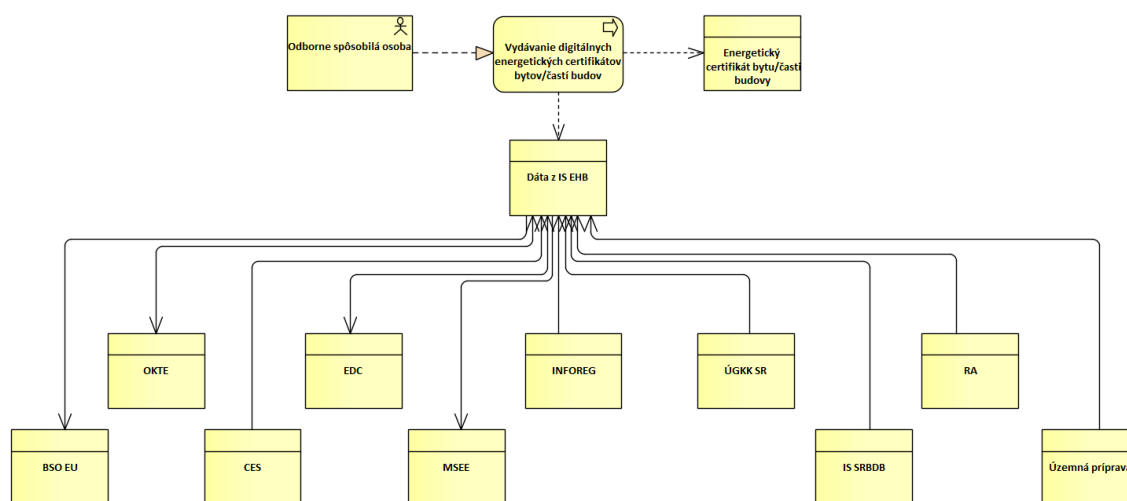 Odborne spôsobilá osoba
Vydávanie digitálnych
energetických certifikátov
bytov/častí budov
Energetický
certifikát bytu/časti
budovy
Dáta z IS EHB
OKTE
EDC
INFOREG
ÚGKK SR
RA
BSO EU
CES
MSEE
IS SRBDB
Územná príprava